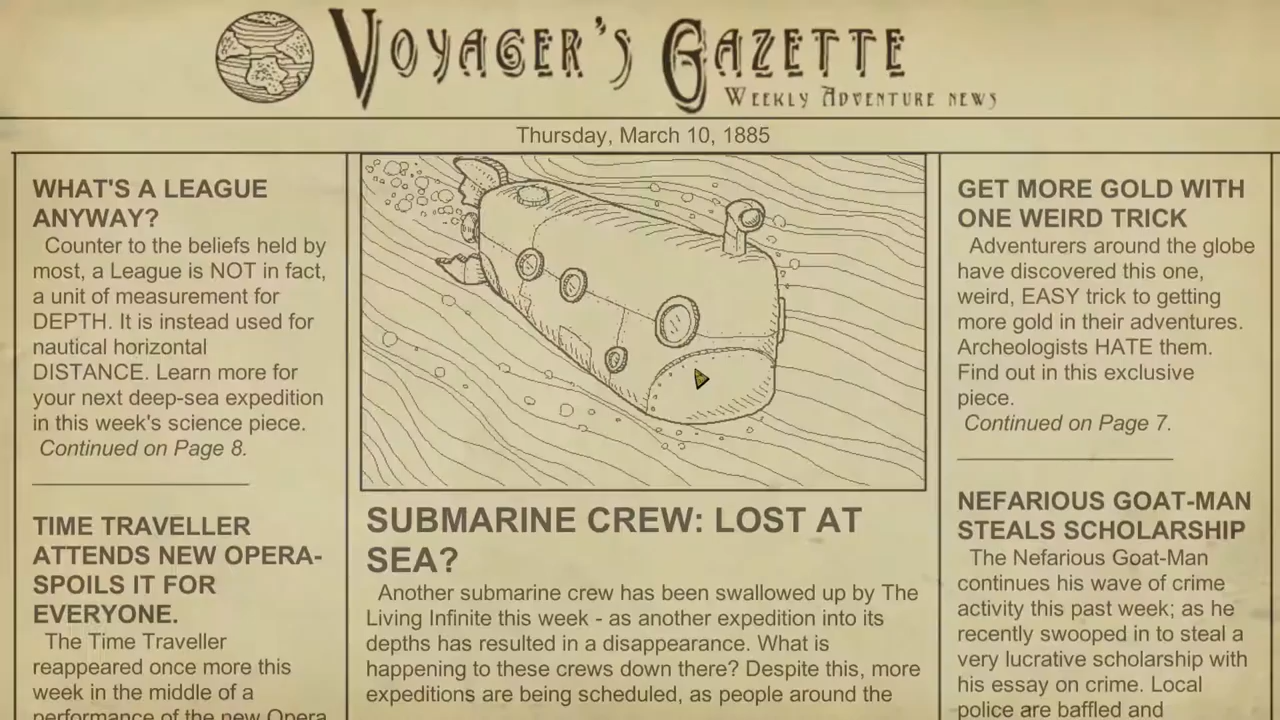 VOYAGER'S GAZETTE
WEEKLY ADVENTURE NEWS
Thursday, March 10, 1885
WHAT'S A LEAGUE
ANYWAY?
Counter to the beliefs held by
most, a League is NOT in fact,
a unit of measurement for
DEPTH. It is instead used for
nautical horizontal
DISTANCE. Learn more for
your next deep-sea expedition
in this week's science piece.
Continued on Page 8.
TIME TRAVELLER
ATTENDS NEW OPERA-
SPOILS IT FOR
EVERYONE.
The Time Traveller
reappeared once more this
week in the middle of a
performance of the new Opera
SUBMARINE CREW: LOST AT
SEA?
Another submarine crew has been swallowed up by The
Living Infinite this week - as another expedition into its
depths has resulted in a disappearance. What is
happening to these crews down there? Despite this, more
expeditions are being scheduled, as people around the
GET MORE GOLD WITH
ONE WEIRD TRICK
Adventurers around the globe
have discovered this one,
weird, EASY trick to getting
more gold in their adventures.
Archeologists HATE them.
Find out in this exclusive
piece.
Continued on Page 7.
NEFARIOUS GOAT-MAN
STEALS SCHOLARSHIP
The Nefarious Goat-Man
continues his wave of crime
activity this past week; as he
recently swooped in to steal a
very lucrative scholarship with
his essay on crime. Local
police are baffled and